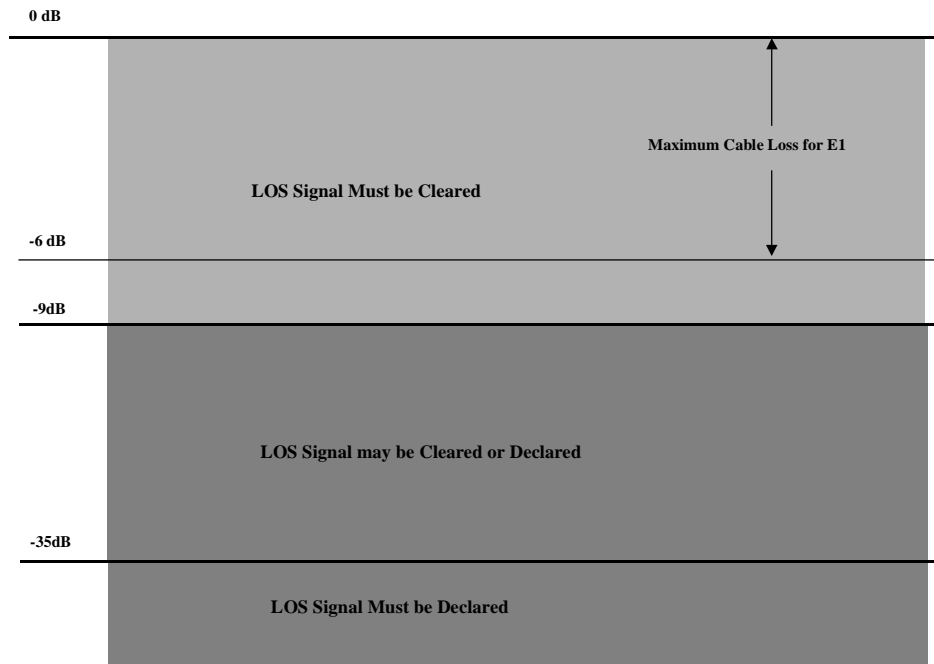 0 dB
Maximum Cable Loss for E1
LOS Signal Must be Cleared
-6 dB
-9dB
LOS Signal may be Cleared or Declared
-35dB
LOS Signal Must be Declared